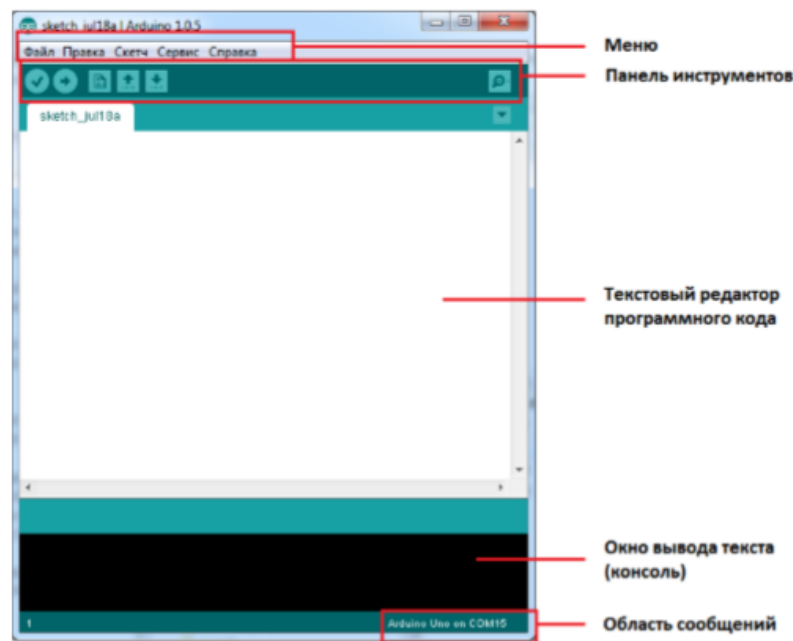 sketch_jul18a | Arduino 1.0.5
Файл Правка Скетч Сервис Справка
Меню
Панель инструментов
sketch_jul18a
Текстовый редактор
программного кода
Окно вывода текста
(консоль)
1
Arduino Uno on COM15
Область сообщений